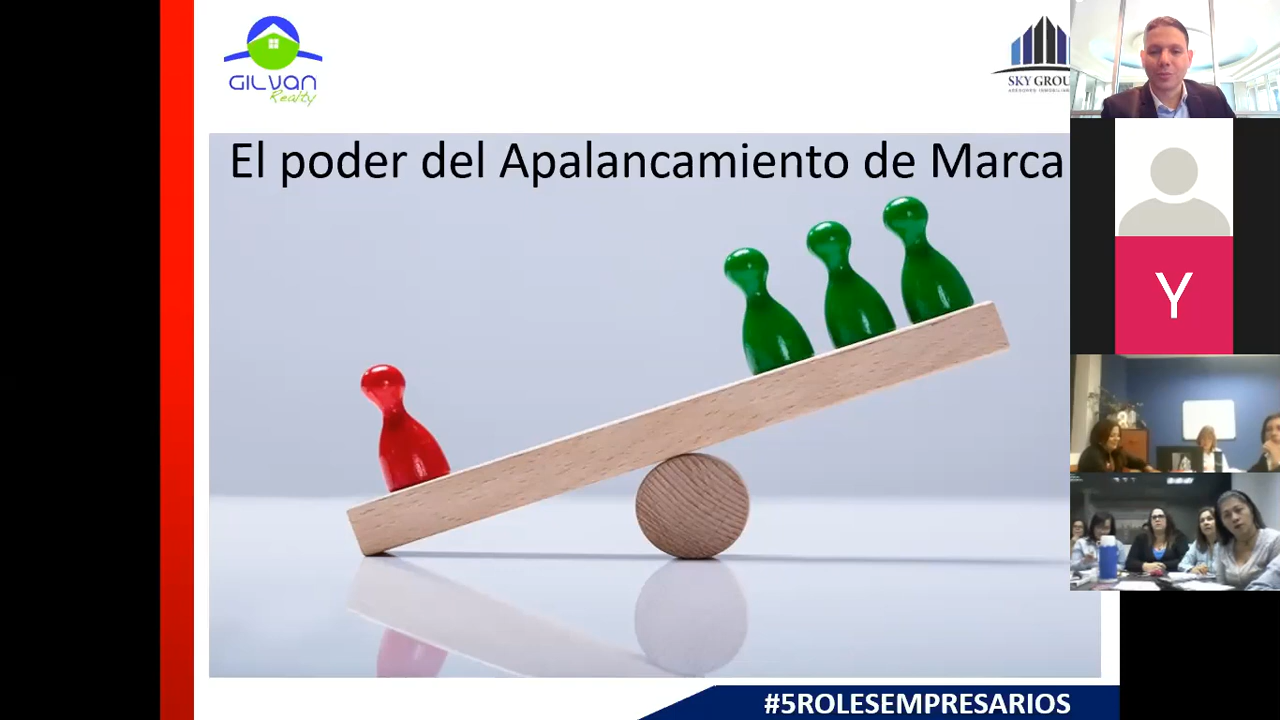 GILVAN
Realty
SKY GROU
El poder del Apalancamiento de Marca
Y
#5ROLESEMPRESARIOS